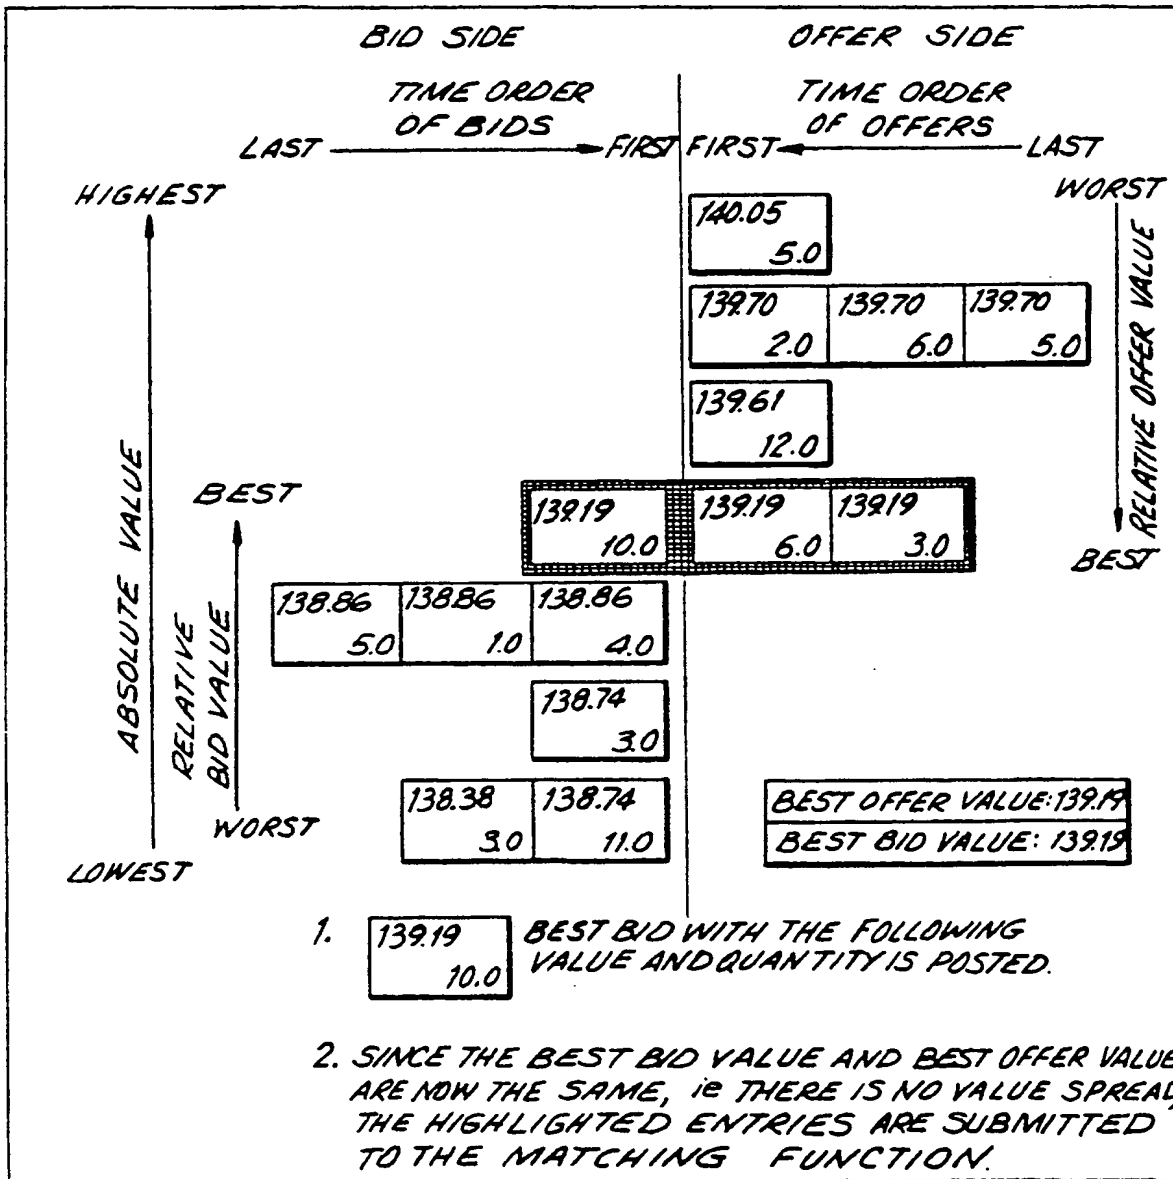 BID SIDE
OFFER SIDE
TIME ORDER
OF BIDS
TIME ORDER
OF OFFERS
LAST
FIRST
FIRST
LAST
HIGHEST
WORST
140.05
5.0
139.70
139.70
139.70
2.0
6.0
5.0
RELATIVE OFFER VALUE
139.61
12.0
ABSOLUTE VALUE
BEST
139.19
139.19
139.19
10.0
6.0
3.0
BEST
138.86
138.86
138.86
5.0
1.0
4.0
RELATIVE
BID VALUE
138.74
3.0
138.38
138.74
3.0
11.0
WORST
LOWEST
BEST OFFER VALUE: 139.19
BEST BID VALUE: 139.19
1.
139.19
10.0
BEST BID WITH THE FOLLOWING
VALUE AND QUANTITY IS POSTED.
2. SINCE THE BEST BID VALUE AND BEST OFFER VALUE
ARE NOW THE SAME, ie THERE IS NO VALUE SPREAD,
THE HIGHLIGHTED ENTRIES ARE SUBMITTED
TO THE MATCHING FUNCTION.